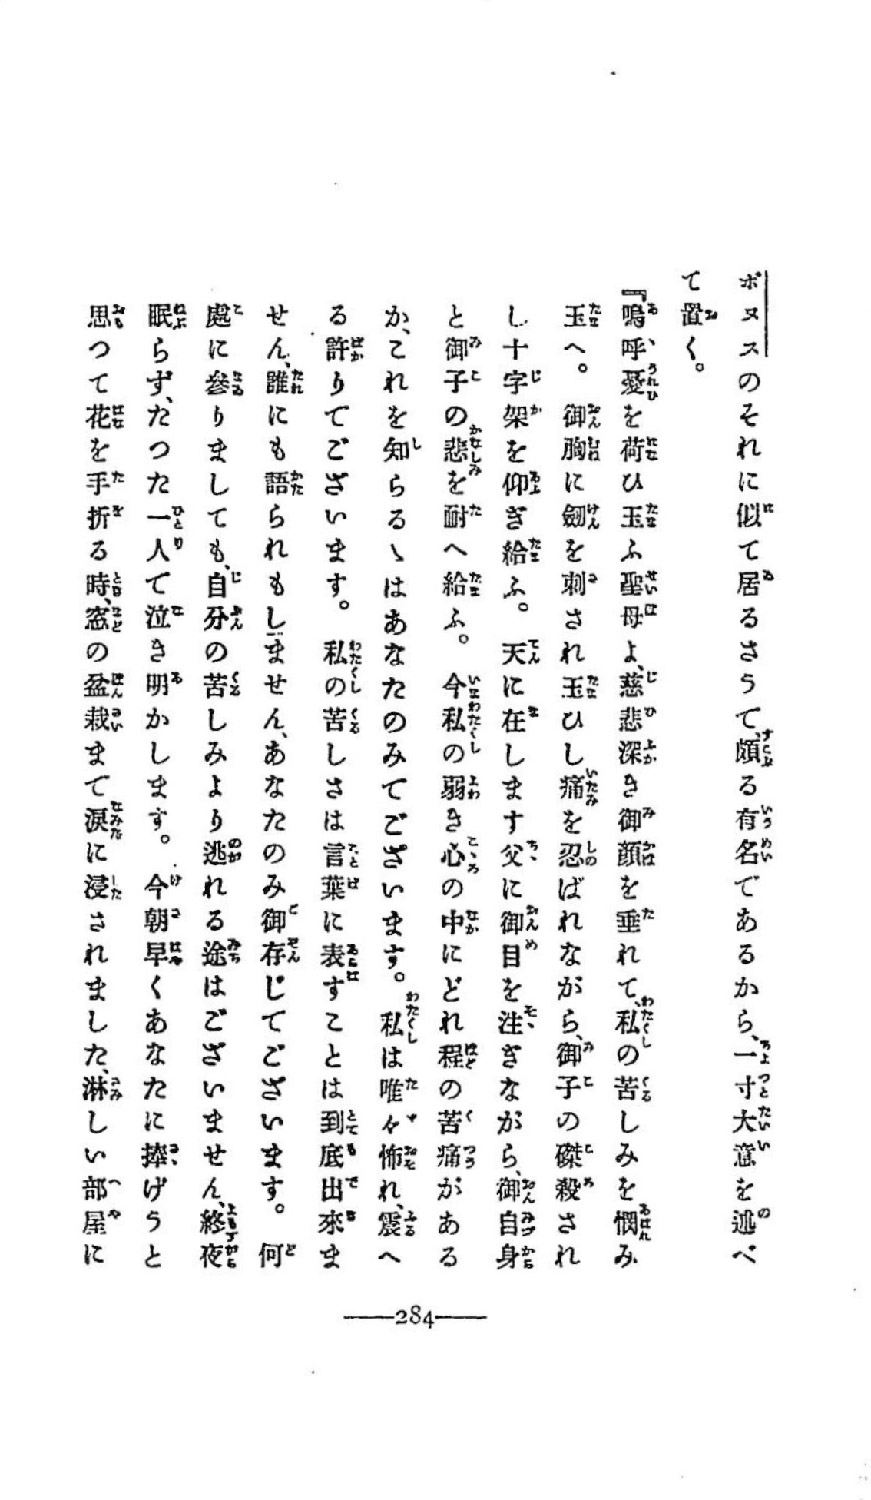 ボヌスのそれに似て居るさうて、頗る有名であるから、一寸大意を述べ
て置く。
『嗚呼、憂を荷ひ玉ふ聖母よ、慈悲深き御顔を垂れて、私の苦しみを憫み
玉へ。御胸に劍を刺され玉ひし痛を忍ばれながら、御子の磔殺され
し十字架を仰ぎ給ふ。天に在します父に御目を注ぎながら、御自身
と御子の悲を耐へ給ふ。今私の弱き心の中にどれ程の苦痛がある
か、これを知らるゝはあなたのみてございます。私は唯々怖れ、震へ
る許りてございます。私の苦しさは言葉に表すことは到底出來ま
せん、誰にも語られもしません、あなたのみ御存じてございます。何
處に參りましても、自分の苦しみより逃れる途はございません、終夜
眠らず、たつた一人て泣き明かします。今朝早くあなたに捧げうと
思つて花を手折る時、窓の盆栽まて涙に浸されました、淋しい部屋に
284